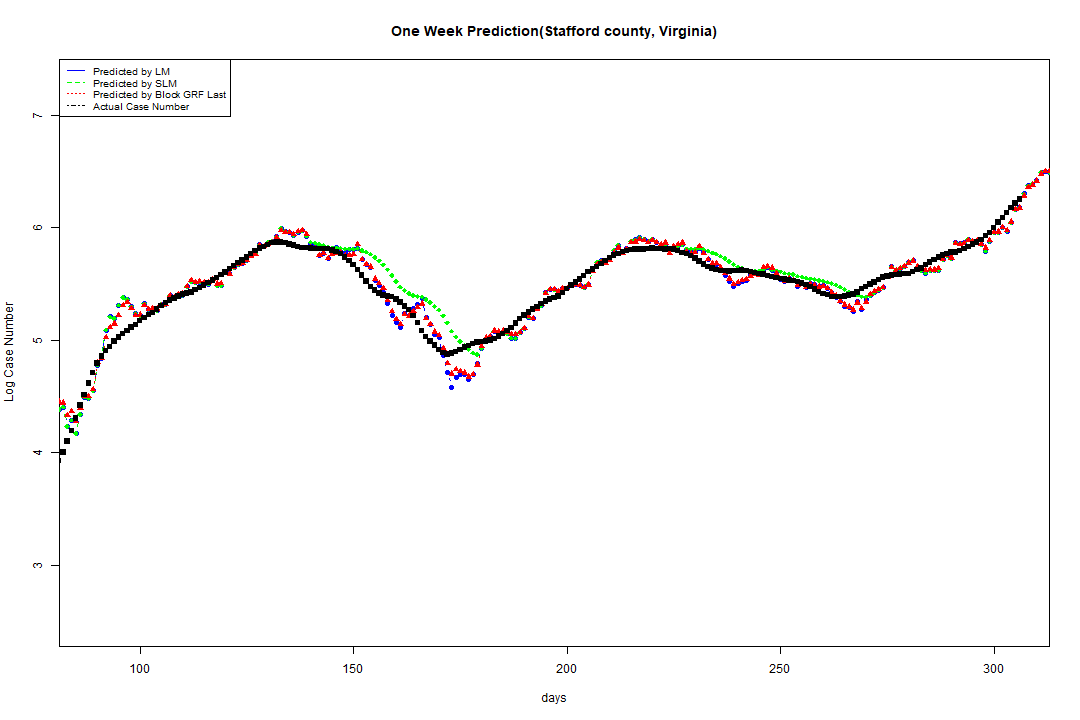 One Week Prediction(Stafford county, Virginia)
Predicted by LM
Predicted by SLM
Predicted by Block GRF Last
Actual Case Number
7
6
5
4
3
Log Case Number
100 150 200 250 300
days